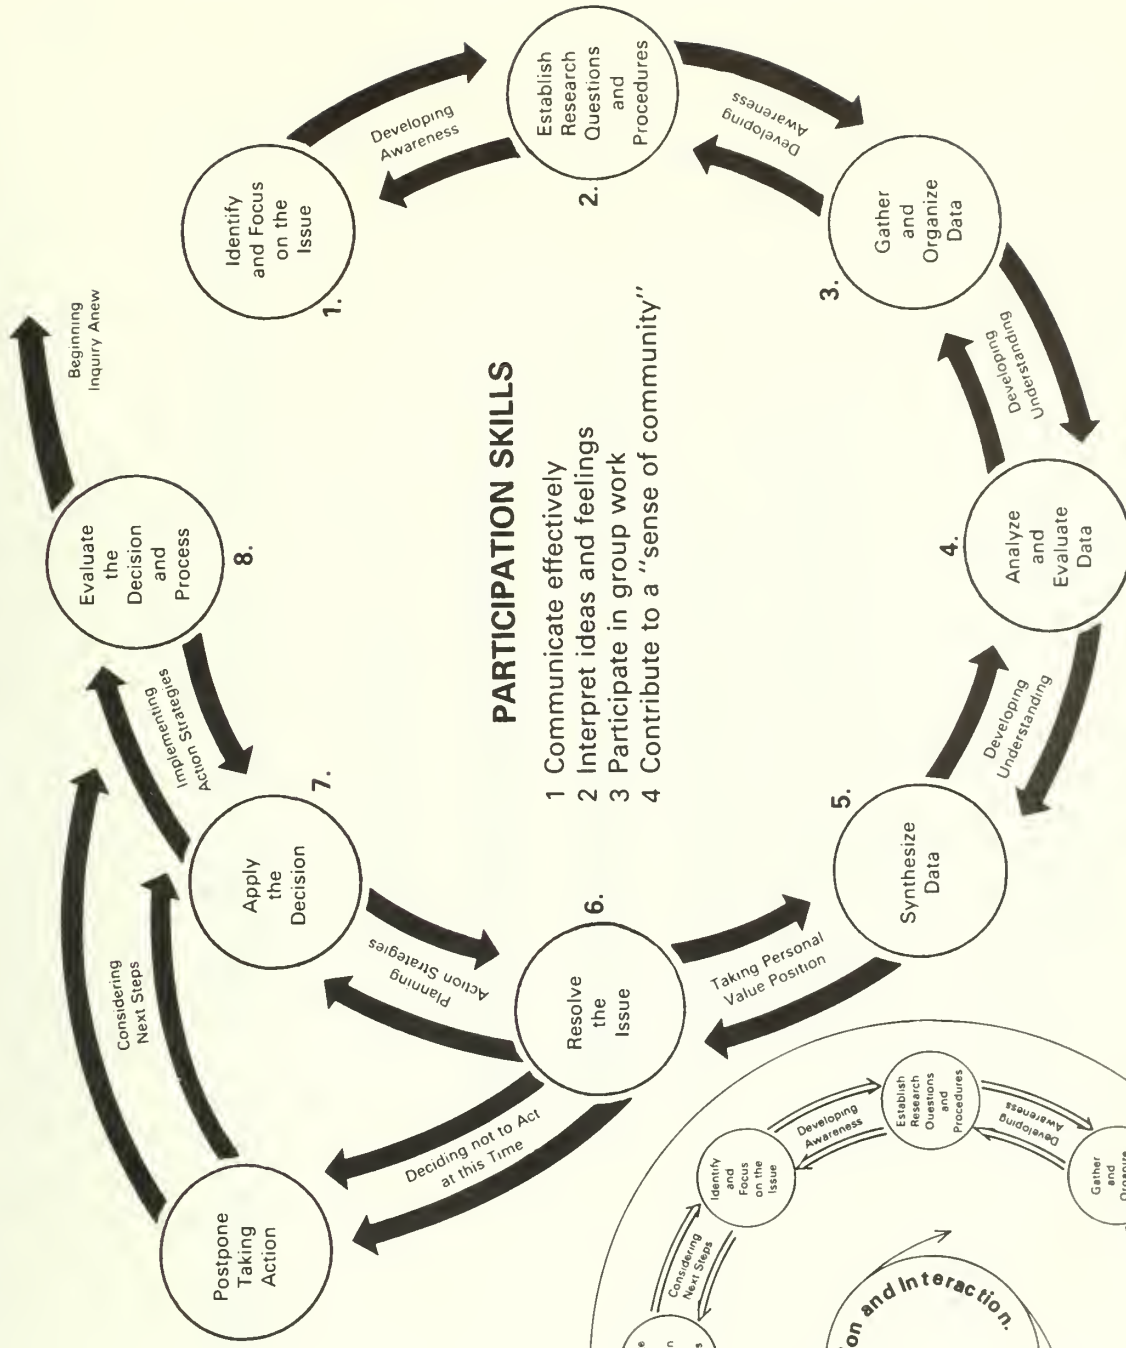 Beginning
Inquiry Anew
1.
Identify
and Focus
on the
Issue
Developing
Awareness
2.
Establish
Research
Questions
and
Procedures
Developing
Awareness
3.
Gather
and
Organize
Data
Developing
Understanding
4.
Analyze
and
Evaluate
Data
Developing
Understanding
5.
Synthesize
Data
Taking Personal
Value Position
6.
Resolve
the
Issue
Planning
Action Strategies
7.
Apply
the
Decision
Implementing
Action Strategies
8.
Evaluate
the
Decision
and
Process
Deciding not to Act
at this Time
Postpone
Taking
Action
Considering
Next Steps
PARTICIPATION SKILLS
1 Communicate effectively
2 Interpret ideas and feelings
3 Participate in group work
4 Contribute to a "sense of community"
Considering
Next Steps
Identify
and
Focus
on the
Issue
Developing
Awareness
Establish
Research
Questions
and
Procedures
Developing
Awareness
Gather
and
and Interaction.